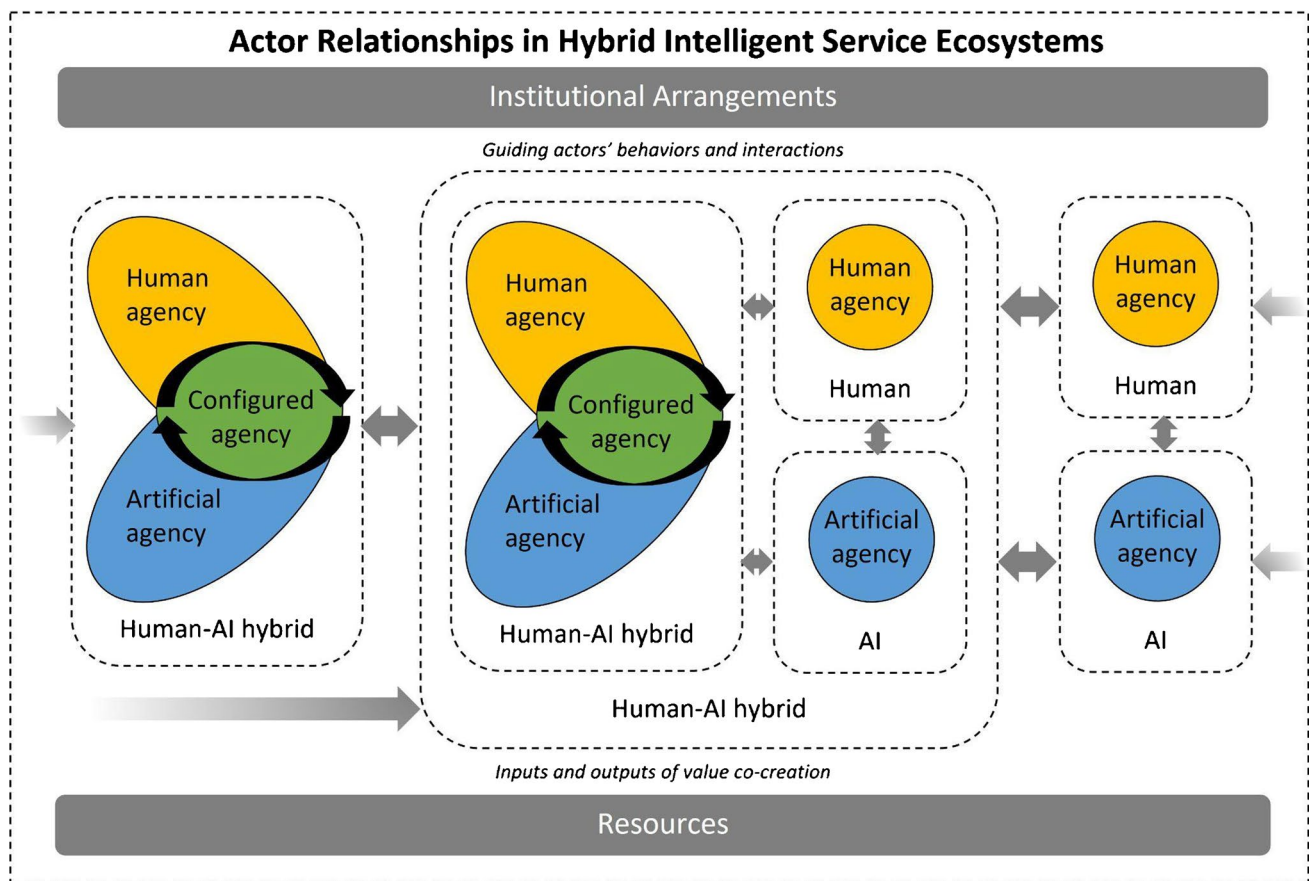 Actor Relationships in Hybrid Intelligent Service Ecosystems
Institutional Arrangements
Guiding actors’ behaviors and interactions
Human
agency
Configured
agency
Artificial
agency
Human-AI hybrid
Human
agency
Configured
agency
Artificial
agency
Human-AI hybrid
Human
agency
Human
Artificial
agency
AI
Human-AI hybrid
Human
agency
Human
Artificial
agency
AI
Inputs and outputs of value co-creation
Resources